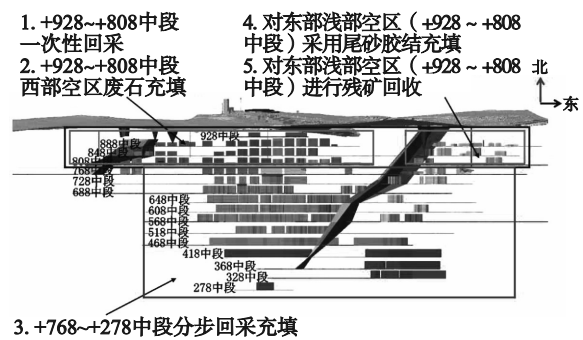 1. +928~+808中段
一次性回采
2. +928~+808中段
西部空区废石充填
4. 对东部浅部空区（+928 ~ +808
中段）采用尾砂胶结充填
5. 对东部浅部空区（+928 ~ +808
中段）进行残矿回收
北
东
928中段
888中段
848中段
808中段
768中段
728中段
688中段
648中段
608中段
568中段
518中段
468中段
418中段
368中段
328中段
278中段
3. +768~+278中段分步回采充填